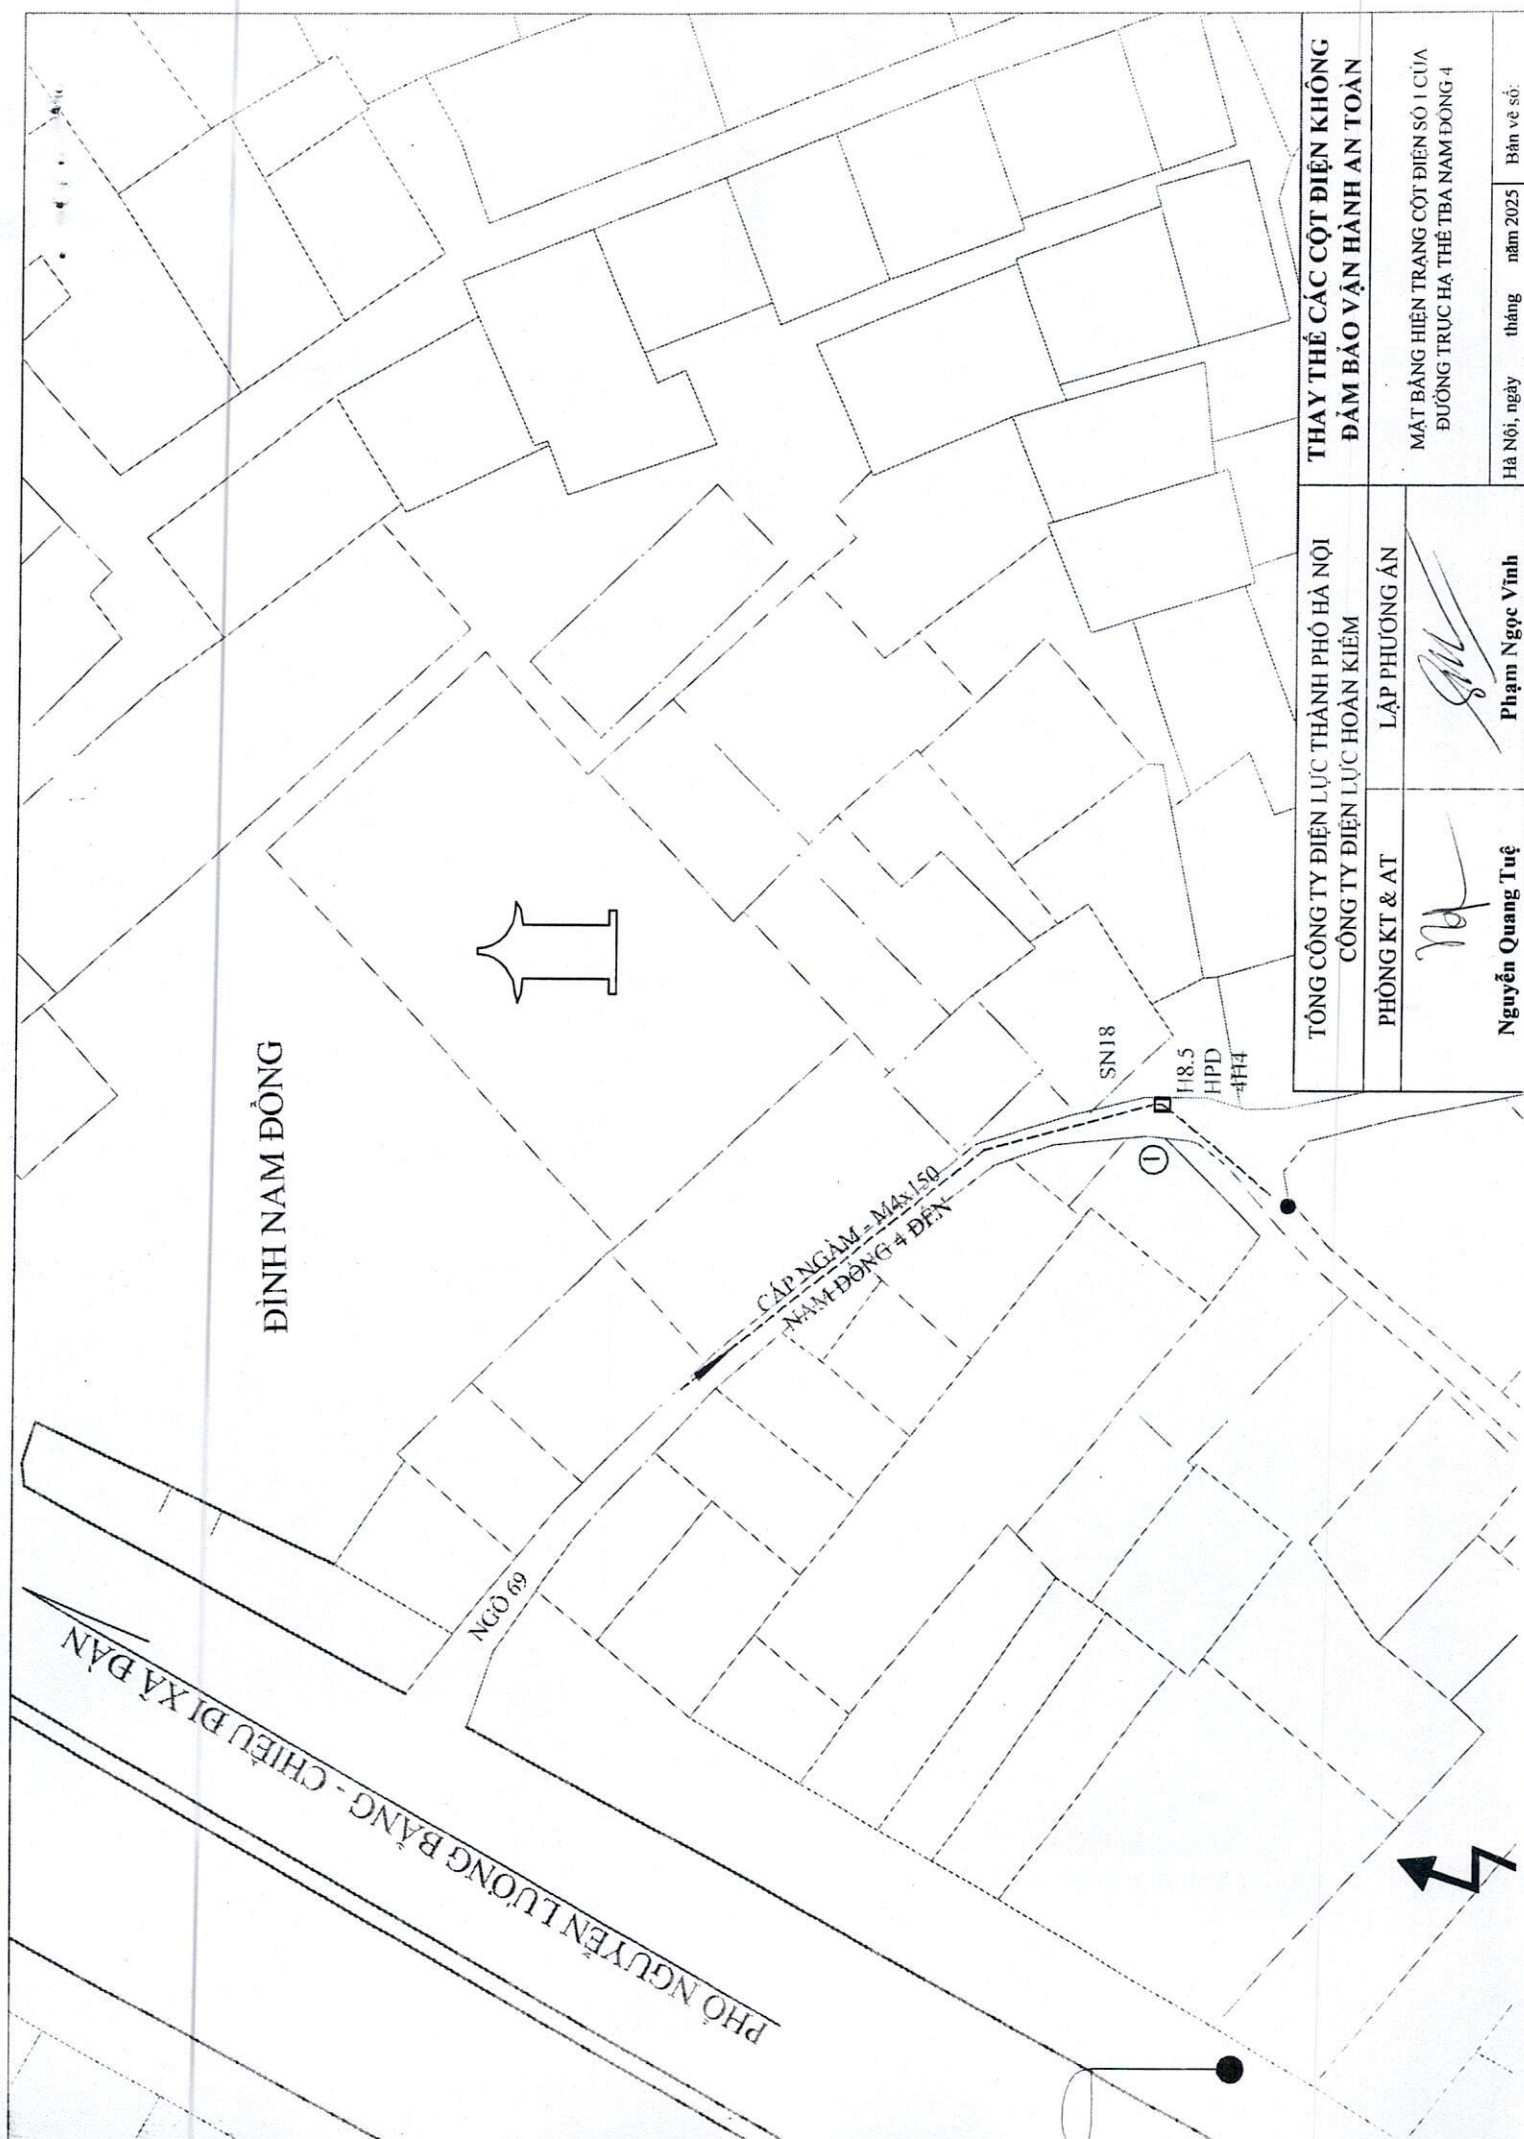 ĐÌNH NAM ĐỒNG
PHỐ NGUYỄN LƯƠNG BẰNG - CHIỀU ĐI XÃ ĐÀN
NGÕ 69
CÁP NGẦM - M4x150
NAM ĐỒNG 4 ĐẾN
SN18
H8.5
HPD
4H4
1
TỔNG CÔNG TY ĐIỆN LỰC THÀNH PHỐ HÀ NỘI
CÔNG TY ĐIỆN LỰC HOÀN KIẾM
THAY THẾ CÁC CỘT ĐIỆN KHÔNG
ĐẢM BẢO VẬN HÀNH AN TOÀN
PHÒNG KT & AT
LẬP PHƯƠNG ÁN
MẶT BẰNG HIỆN TRẠNG CỘT ĐIỆN SỐ 1 CỦA
ĐƯỜNG TRỤC HẠ THẾ TBA NAM ĐỒNG 4
Nguyễn Quang Tuệ
Phạm Ngọc Vĩnh
Hà Nội, ngày tháng năm 2025
Bản vẽ số: